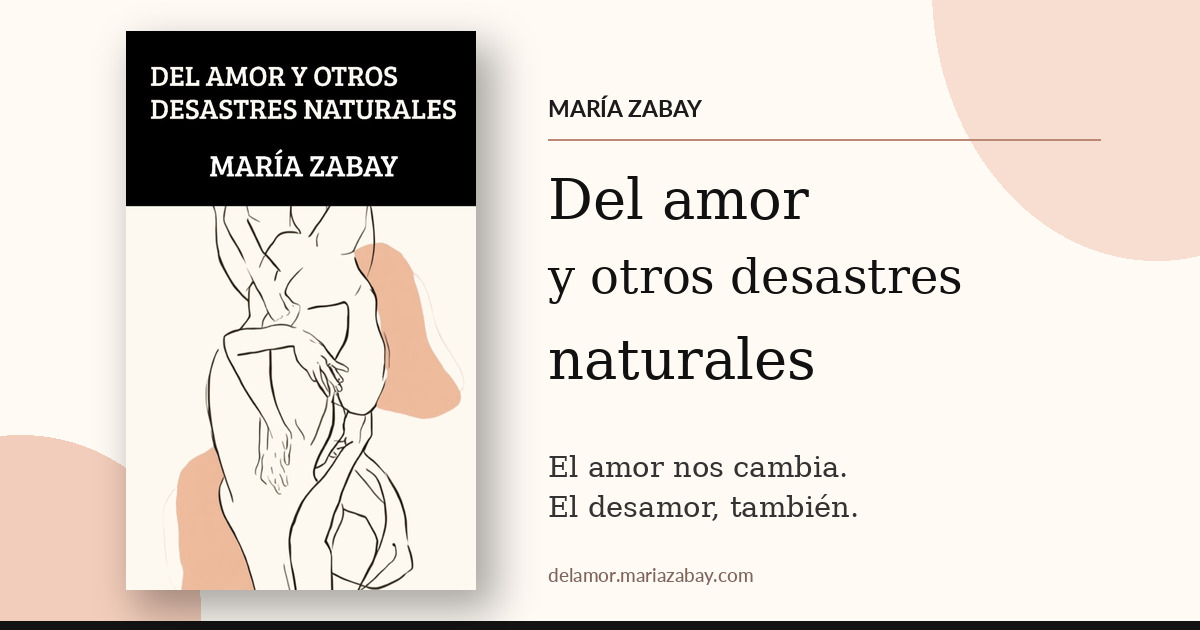 DEL AMOR Y OTROS
DESASTRES NATURALES
MARÍA ZABAY
MARÍA ZABAY
Del amor
y otros desastres
naturales
El amor nos cambia.
El desamor, también.
delamor.mariazabay.com